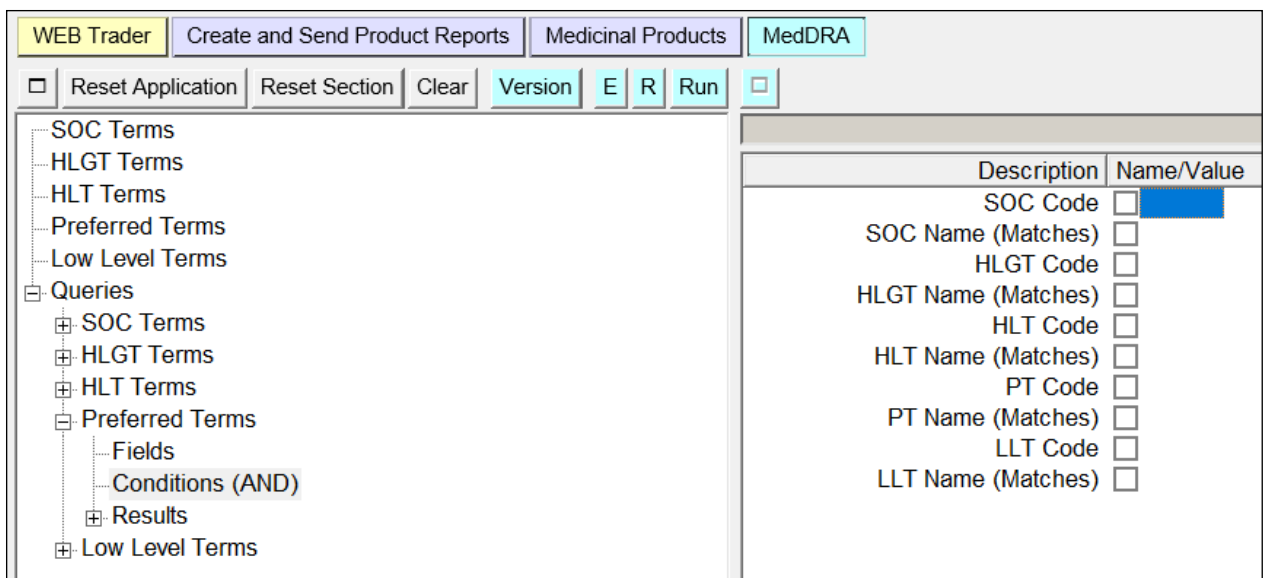 WEB Trader Create and Send Product Reports Medicinal Products MedDRA
Reset Application Reset Section Clear Version E R Run
SOC Terms
HLGT Terms
HLT Terms
Preferred Terms
Low Level Terms
Queries
SOC Terms
HLGT Terms
HLT Terms
Preferred Terms
Fields
Conditions (AND)
Results
Low Level Terms
Description Name/Value
SOC Code
SOC Name (Matches)
HLGT Code
HLGT Name (Matches)
HLT Code
HLT Name (Matches)
PT Code
PT Name (Matches)
LLT Code
LLT Name (Matches)